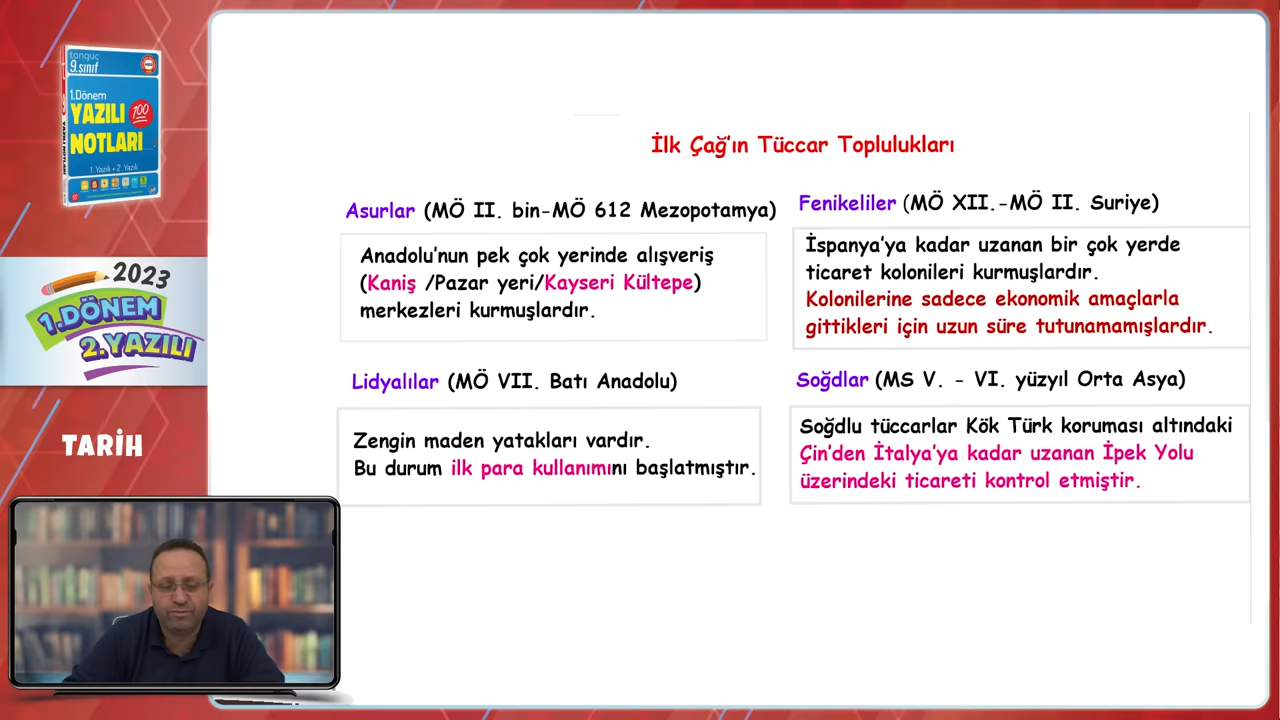 tonguç
9.sınıf
1.Dönem
YAZILI
100
NOTLARI
1.Yazılı + 2.Yazılı
YAZILI NOTLARI
2023
1.DÖNEM
2.YAZILI
TARİH
İlk Çağ'ın Tüccar Toplulukları
Asurlar (MÖ II. bin-MÖ 612 Mezopotamya)
Anadolu'nun pek çok yerinde alışveriş
(Kaniş /Pazar yeri/Kayseri Kültepe)
merkezleri kurmuşlardır.
Fenikeliler (MÖ XII.-MÖ II. Suriye)
İspanya'ya kadar uzanan bir çok yerde
ticaret kolonileri kurmuşlardır.
Kolonilerine sadece ekonomik amaçlarla
gittikleri için uzun süre tutunamamışlardır.
Lidyalılar (MÖ VII. Batı Anadolu)
Zengin maden yatakları vardır.
Bu durum ilk para kullanımını başlatmıştır.
Soğdlar (MS V. - VI. yüzyıl Orta Asya)
Soğdlu tüccarlar Kök Türk koruması altındaki
Çin'den İtalya'ya kadar uzanan İpek Yolu
üzerindeki ticareti kontrol etmiştir.